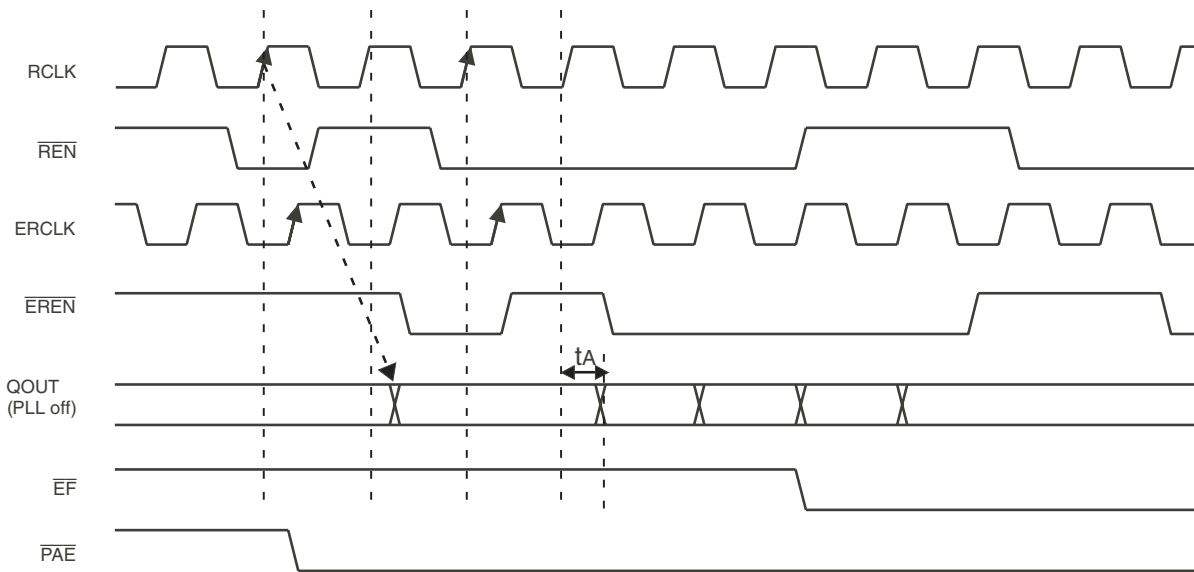 RCLK
REN
ERCLK
EREN
tA
QOUT
(PLL off)
EF
PAE